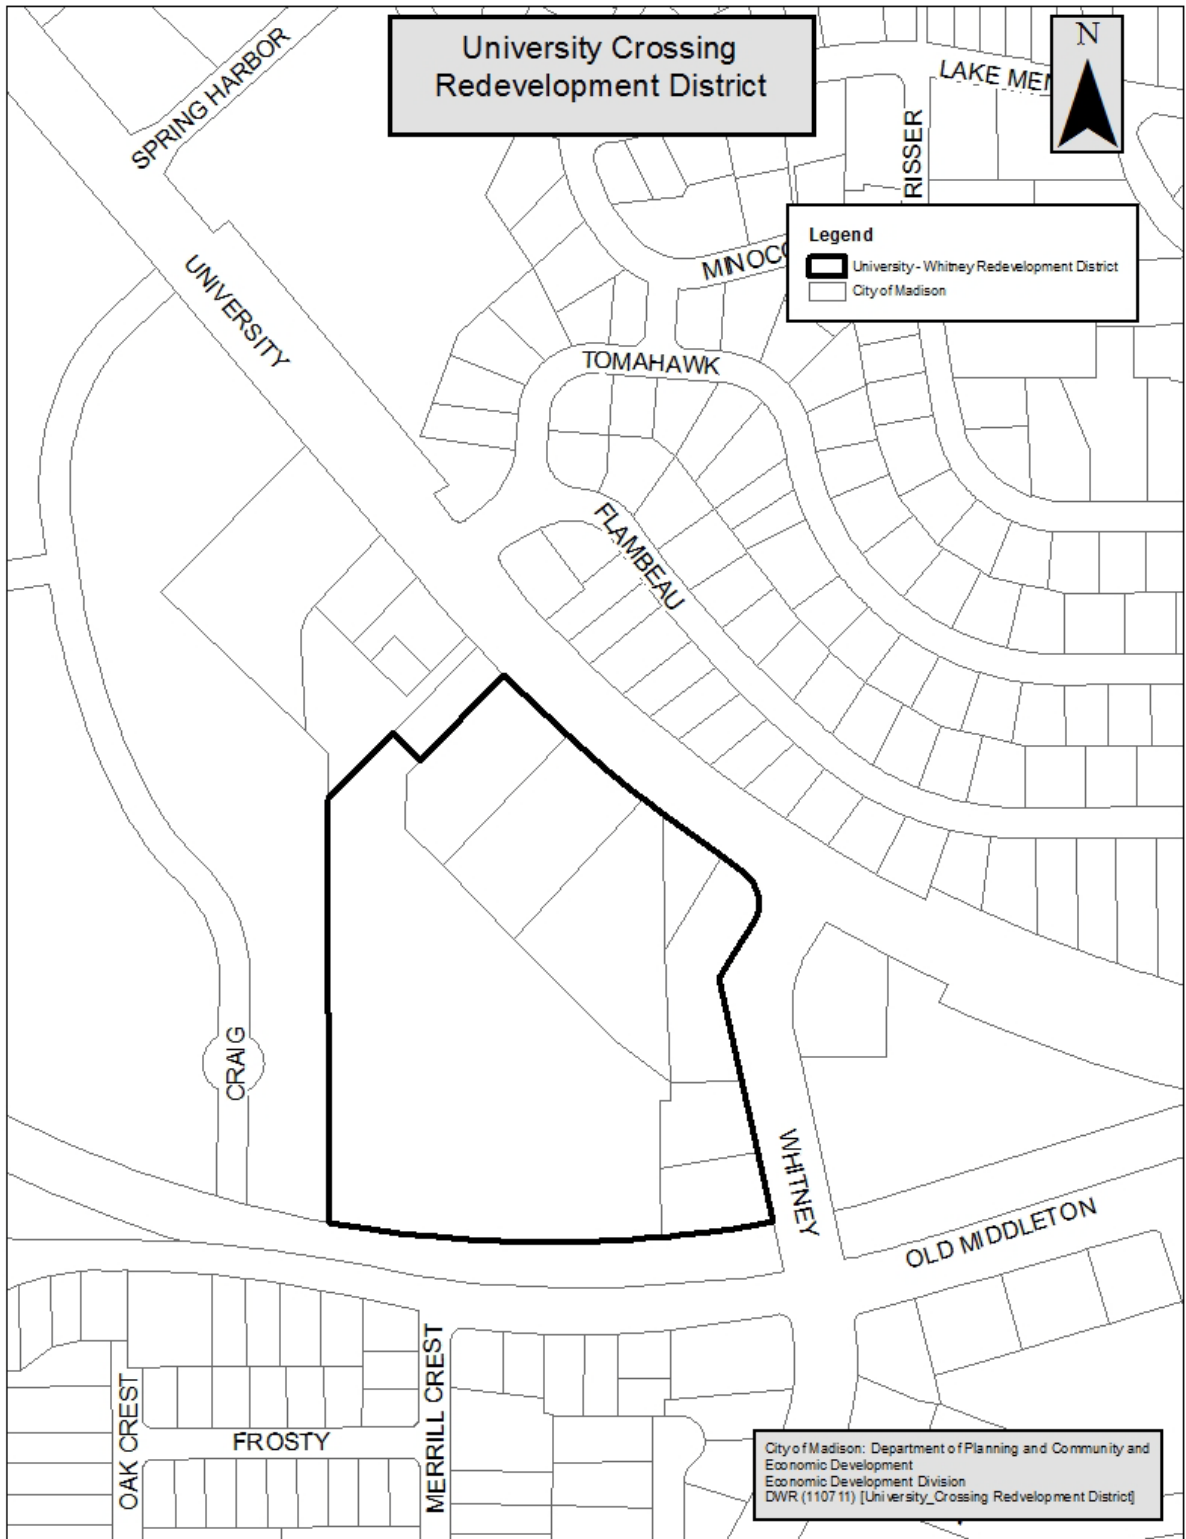 University Crossing
Redevelopment District
N
SPRING HARBOR
LAKE MEN
RISSER
Legend
University - Whitney Redevelopment District
City of Madison
MINOCQ
UNIVERSITY
TOMAHAWK
FLAMBEAU
CRAIG
WHITNEY
OLD MIDDLETON
OAK CREST
FROSTY
MERRILL CREST
City of Madison: Department of Planning and Community and
Economic Development
Economic Development Division
DWR (110711) [University_Crossing Redvelopment District]